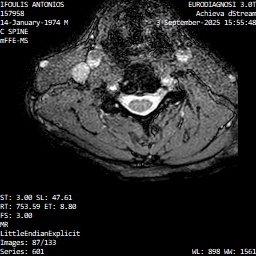 IFOULIS ANTONIOS
EURODIAGNOSI 3.0T
157958
Achieva dStream
14-January-1974 M
3-September-2025 15:55:48
C SPINE
mFFE-MS
ST: 3.00 SL: 47.61
RT: 753.59 ET: 8.80
FS: 3.00
MR
LittleEndianExplicit
Images: 87/133
Series: 601
WL: 898 WW: 1561